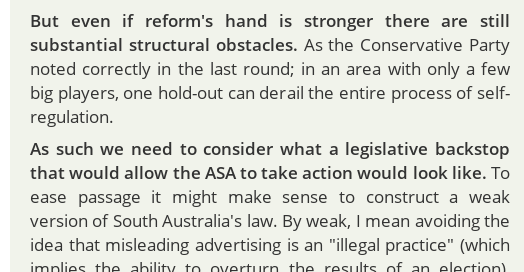 But even if reform's hand is stronger there are still
substantial structural obstacles. As the Conservative Party
noted correctly in the last round; in an area with only a few
big players, one hold-out can derail the entire process of self-
regulation.
As such we need to consider what a legislative backstop
that would allow the ASA to take action would look like. To
ease passage it might make sense to construct a weak
version of South Australia's law. By weak, I mean avoiding the
idea that misleading advertising is an "illegal practice" (which
implies the ability to overturn the results of an election).